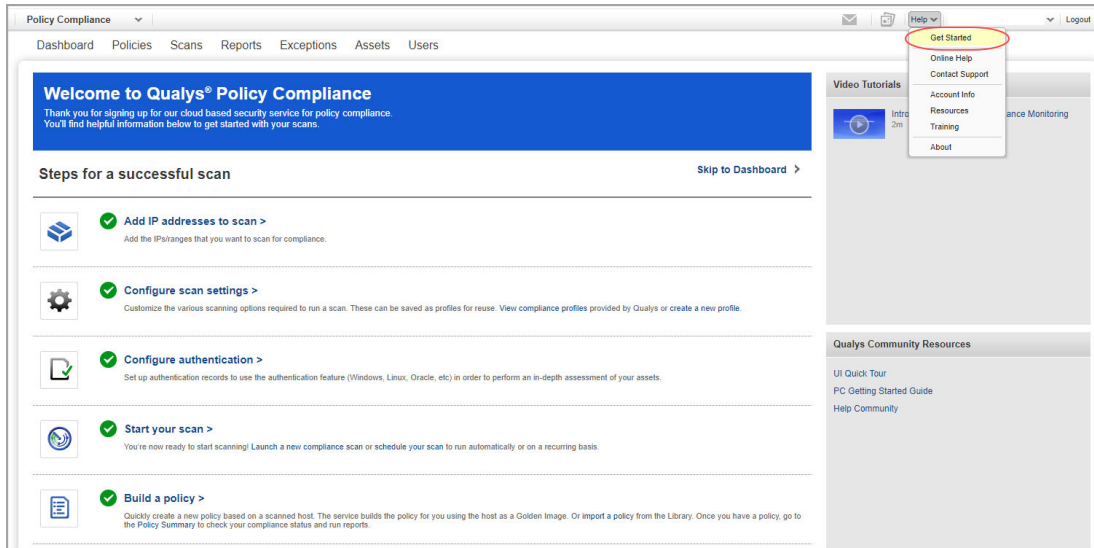 Policy Compliance
Help
Logout
Dashboard Policies Scans Reports Exceptions Assets Users
Get Started
Online Help
Contact Support
Account Info
Resources
Training
About
Welcome to Qualys® Policy Compliance
Thank you for signing up for our cloud based security service for policy compliance.
You'll find helpful information below to get started with your scans.
Steps for a successful scan
Skip to Dashboard >
Add IP addresses to scan >
Add the IPs/ranges that you want to scan for compliance.
Configure scan settings >
Customize the various scanning options required to run a scan. These can be saved as profiles for reuse. View compliance profiles provided by Qualys or create a new profile.
Configure authentication >
Set up authentication records to use the authentication feature (Windows, Linux, Oracle, etc) in order to perform an in-depth assessment of your assets.
Start your scan >
You're now ready to start scanning! Launch a new compliance scan or schedule your scan to run automatically or on a recurring basis.
Build a policy >
Quickly create a new policy based on a scanned host. The service builds the policy for you using the host as a Golden Image. Or import a policy from the Library. Once you have a policy, go to
the Policy Summary to check your compliance status and run reports.
Video Tutorials
Intro
ance Monitoring
2m
Qualys Community Resources
UI Quick Tour
PC Getting Started Guide
Help Community